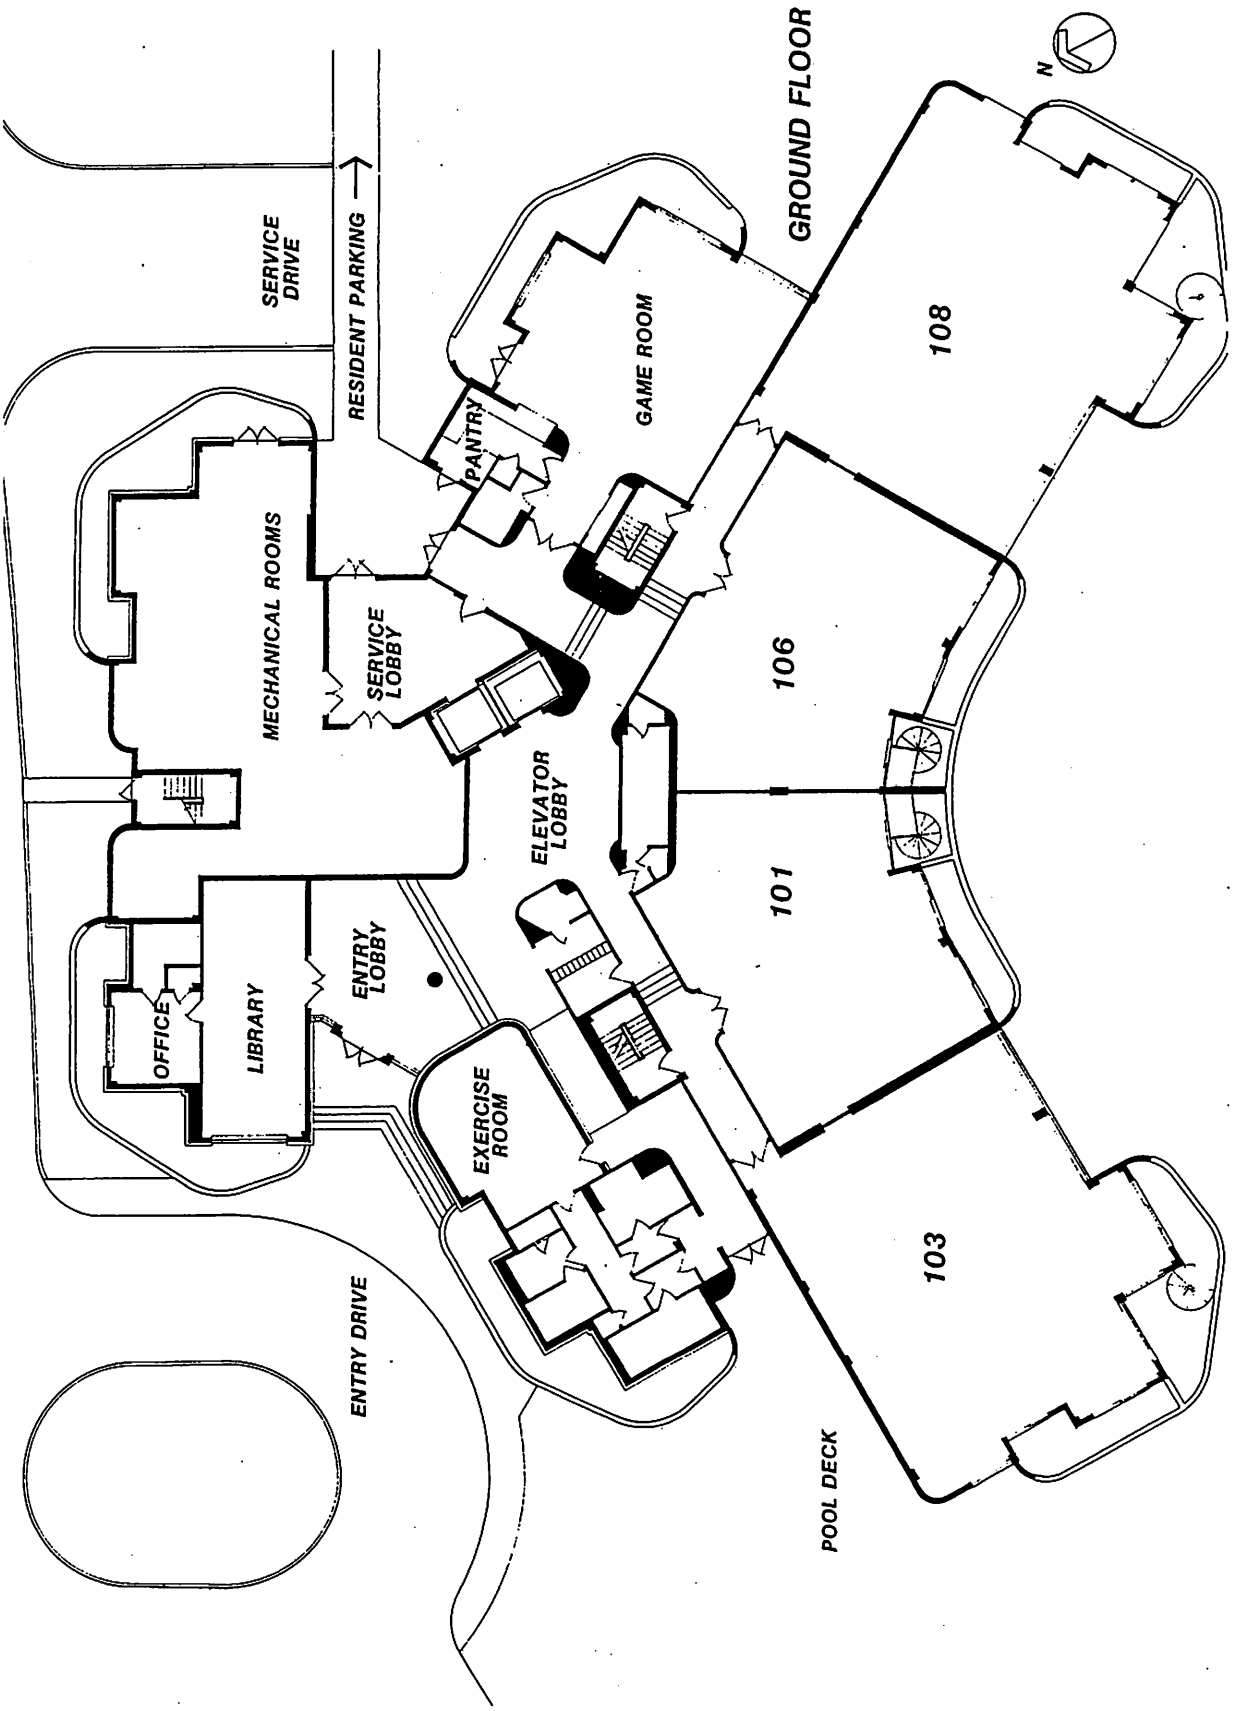 GROUND FLOOR
N
SERVICE
DRIVE
RESIDENT PARKING
MECHANICAL ROOMS
SERVICE
LOBBY
PANTRY
GAME ROOM
108
106
ELEVATOR
LOBBY
101
ENTRY
LOBBY
OFFICE
LIBRARY
EXERCISE
ROOM
103
ENTRY DRIVE
POOL DECK